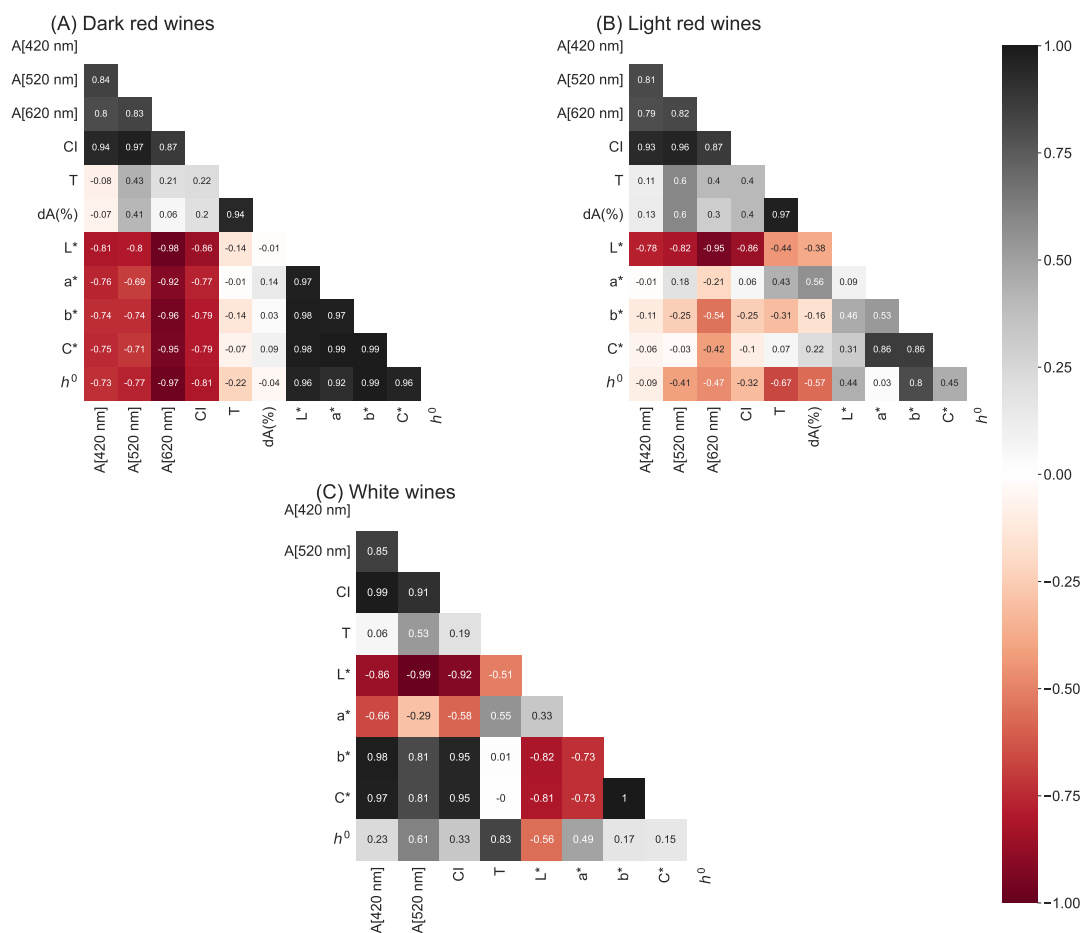 (A) Dark red wines
A[420 nm]
A[520 nm] 0.84
A[620 nm] 0.8 0.83
CI 0.94 0.97 0.87
T -0.08 0.43 0.21 0.22
dA(%) -0.07 0.41 0.06 0.2 0.94
L* -0.81 -0.8 -0.98 -0.86 -0.14 -0.01
a* -0.76 -0.69 -0.92 -0.77 -0.01 0.14 0.97
b* -0.74 -0.74 -0.96 -0.79 -0.14 0.03 0.98 0.97
C* -0.75 -0.71 -0.95 -0.79 -0.07 0.09 0.98 0.99 0.99
h⁰ -0.73 -0.77 -0.97 -0.81 -0.22 -0.04 0.96 0.92 0.99 0.96
A[420 nm] A[520 nm] A[620 nm] CI T dA(%) L* a* b* C* h⁰
(B) Light red wines
A[420 nm]
A[520 nm] 0.81
A[620 nm] 0.79 0.82
CI 0.93 0.96 0.87
T 0.11 0.6 0.4 0.4
dA(%) 0.13 0.6 0.3 0.4 0.97
L* -0.78 -0.82 -0.95 -0.86 -0.44 -0.38
a* -0.01 0.18 -0.21 0.06 0.43 0.56 0.09
b* -0.11 -0.25 -0.54 -0.25 -0.31 -0.16 0.46 0.53
C* -0.06 -0.03 -0.42 -0.1 0.07 0.22 0.31 0.86 0.86
h⁰ -0.09 -0.41 -0.47 -0.32 -0.67 -0.57 0.44 0.03 0.8 0.45
A[420 nm] A[520 nm] A[620 nm] CI T dA(%) L* a* b* C* h⁰
1.00
0.75
0.50
0.25
0.00
−0.25
−0.50
−0.75
−1.00
(C) White wines
A[420 nm]
A[520 nm] 0.85
CI 0.99 0.91
T 0.06 0.53 0.19
L* -0.86 -0.99 -0.92 -0.51
a* -0.66 -0.29 -0.58 0.55 0.33
b* 0.98 0.81 0.95 0.01 -0.82 -0.73
C* 0.97 0.81 0.95 -0 -0.81 -0.73 1
h⁰ 0.23 0.61 0.33 0.83 -0.56 0.49 0.17 0.15
A[420 nm] A[520 nm] CI T L* a* b* C* h⁰